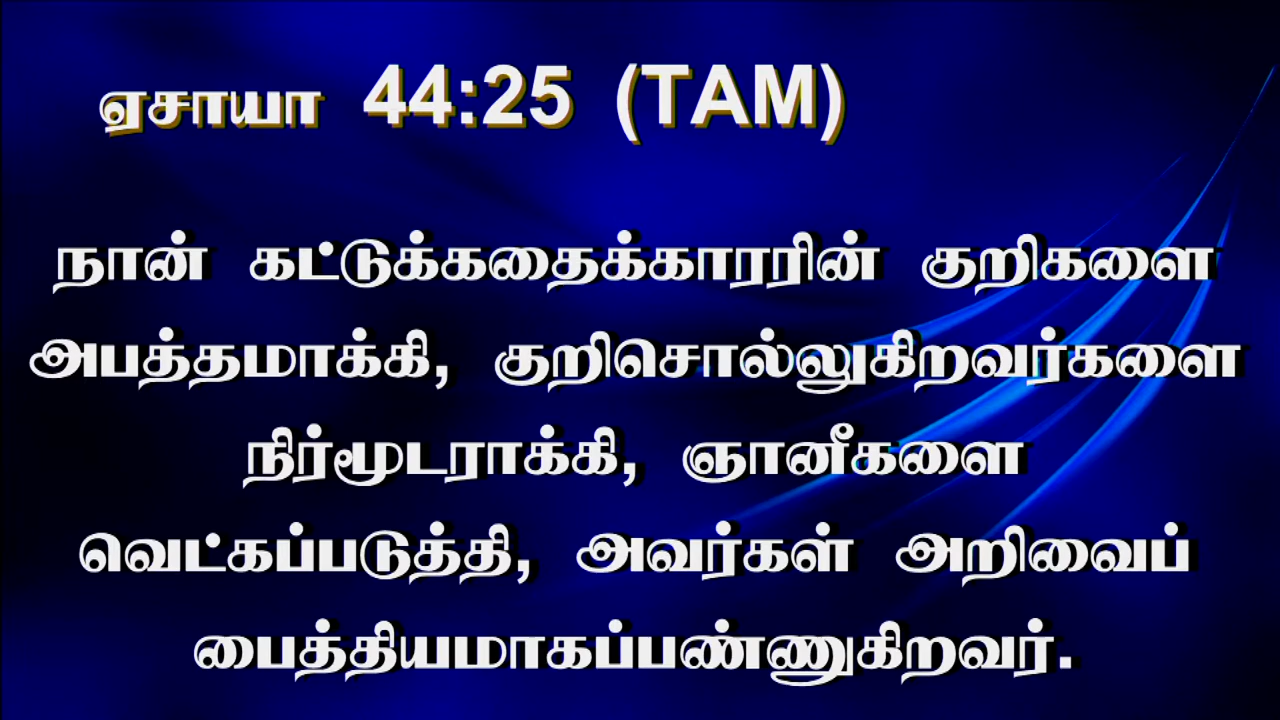 ஏசாயா 44:25 (TAM)
நான் கட்டுக்கதைக்காரரின் குறிகளை
அபத்தமாக்கி, குறிசொல்லுகிறவர்களை
நிர்மூடராக்கி, ஞானீகளை
வெட்கப்படுத்தி, அவர்கள் அறிவைப்
பைத்தியமாகப்பண்ணுகிறவர்.